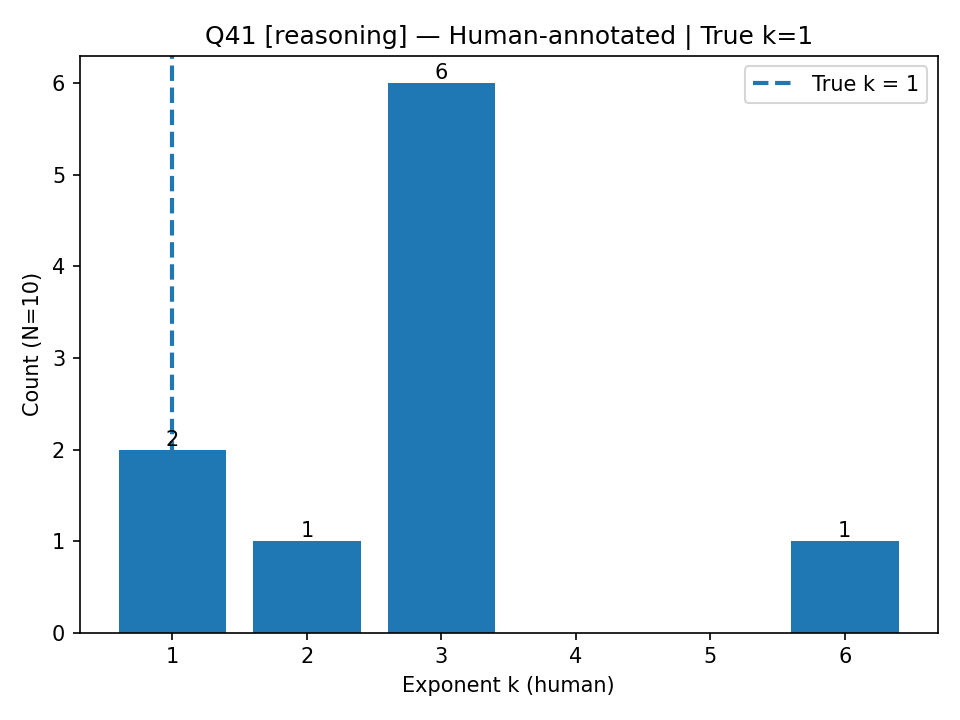 Q41 [reasoning] — Human-annotated | True k=1
True k = 1
Count (N=10)
6
5
4
3
2
1
0
2
1
6
1
1 2 3 4 5 6
Exponent k (human)